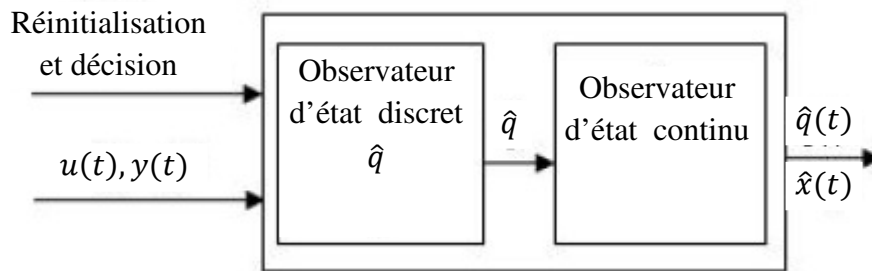 Réinitialisation
et décision
u(t), y(t)
Observateur
d'état discret
q̂
q̂
Observateur
d'état continu
q̂(t)
x̂(t)